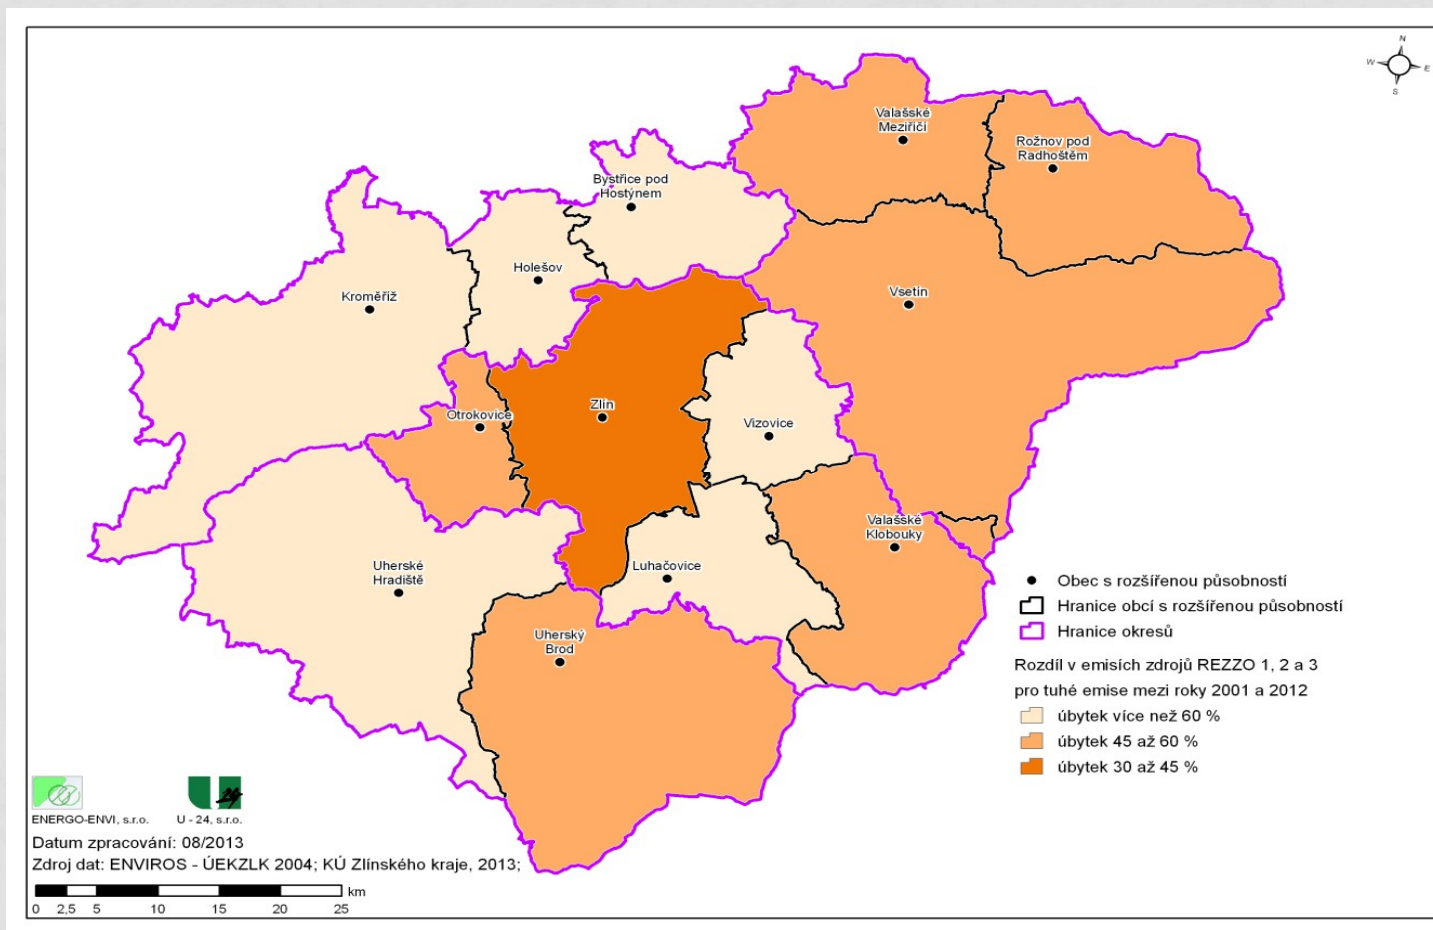 N
W
E
S
Valašské
Meziříčí
Rožnov pod
Radhoštěm
Bystřice pod
Hostýnem
Holešov
Kroměříž
Vsetín
Zlín
Otrokovice
Vizovice
Valašské
Klobouky
Luhačovice
Uherské
Hradiště
Uherský
Brod
Obec s rozšířenou působností
Hranice obcí s rozšířenou působností
Hranice okresů
Rozdíl v emisích zdrojů REZZO 1, 2 a 3
pro tuhé emise mezi roky 2001 a 2012
úbytek více než 60 %
úbytek 45 až 60 %
úbytek 30 až 45 %
ENERGO-ENVI, s.r.o.
U - 24, s.r.o.
Datum zpracování: 08/2013
Zdroj dat: ENVIROS - ÚEKZLK 2004; KÚ Zlínského kraje, 2013;
km
0 2,5 5 10 15 20 25